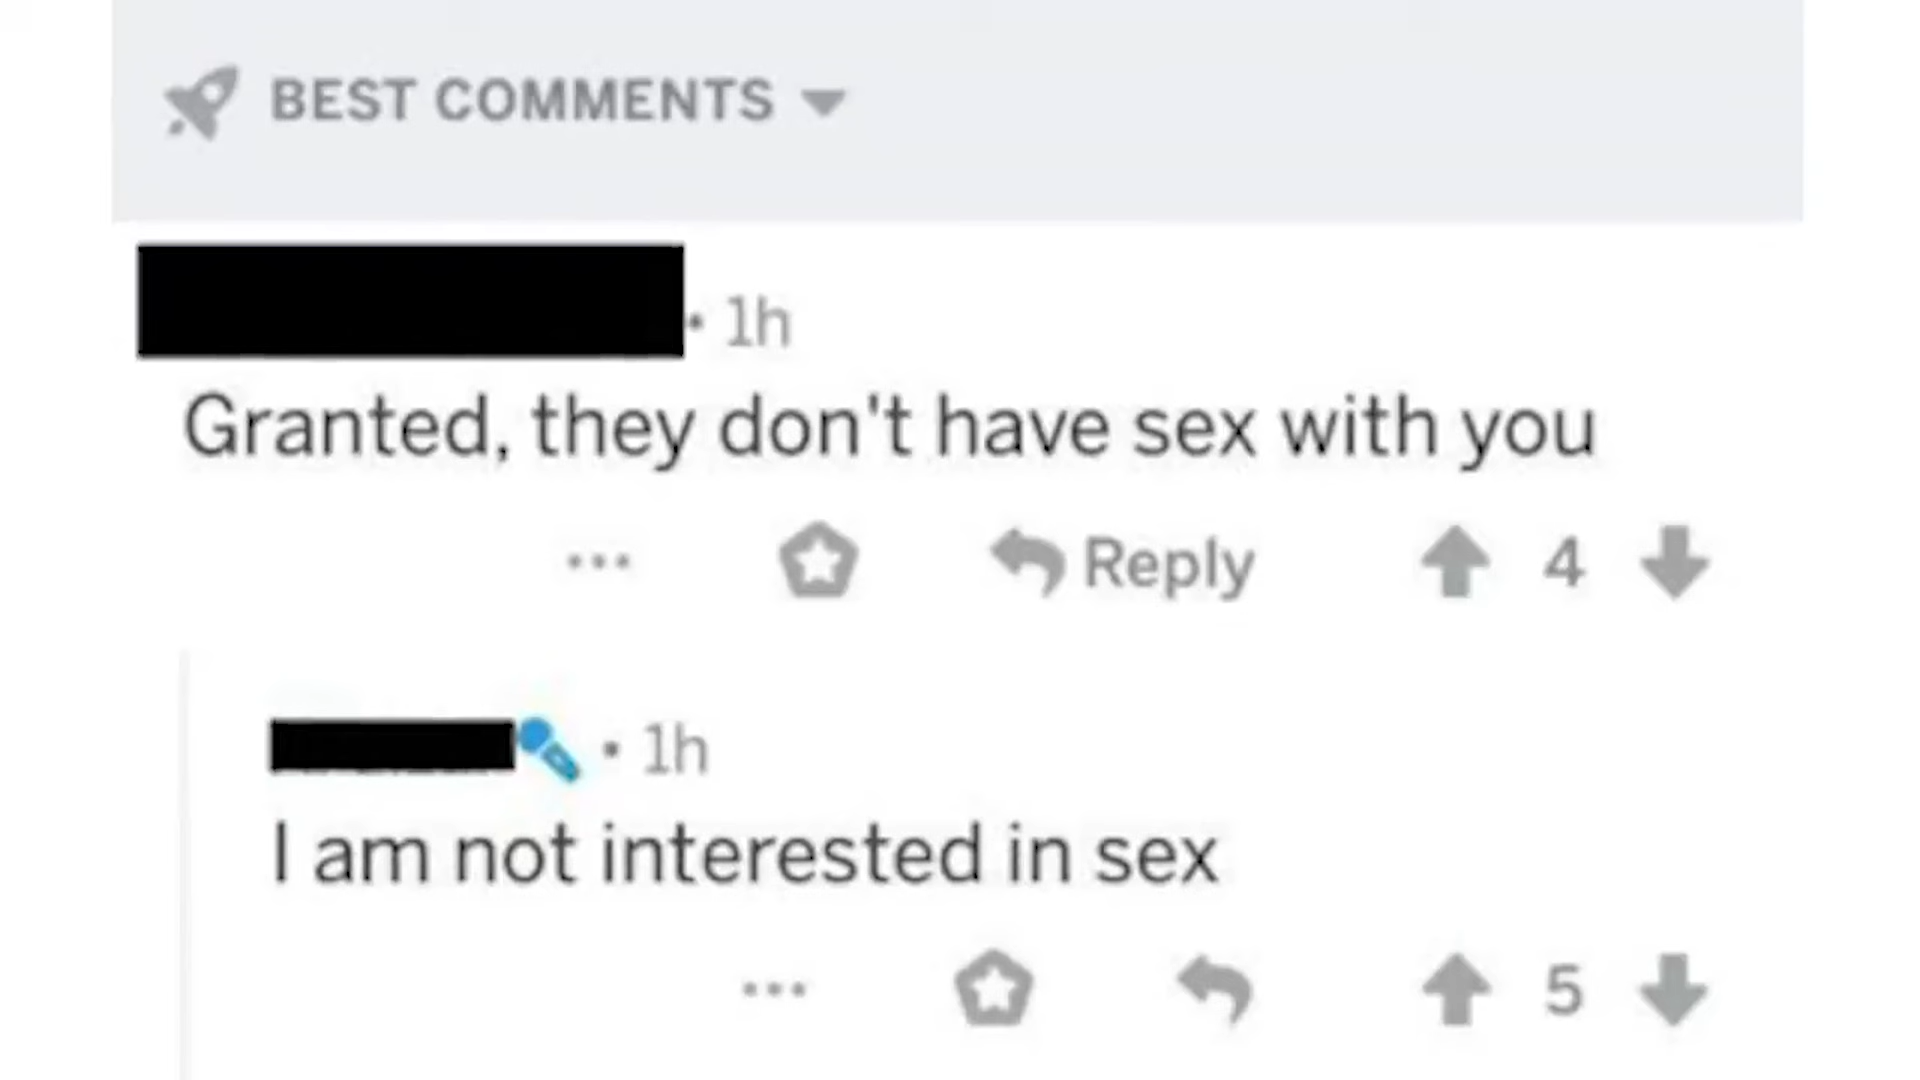 BEST COMMENTS
• 1h
Granted, they don't have sex with you
... Reply 4
• 1h
I am not interested in sex
... 5